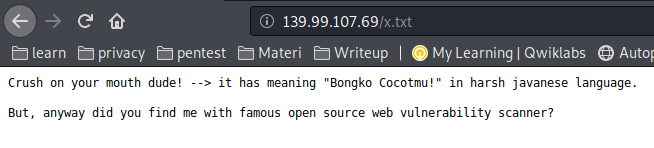 139.99.107.69/x.txt
learn privacy pentest Materi Writeup My Learning | Qwiklabs Autop
Crush on your mouth dude! --> it has meaning "Bongko Cocotmu!" in harsh javanese language.
But, anyway did you find me with famous open source web vulnerability scanner?